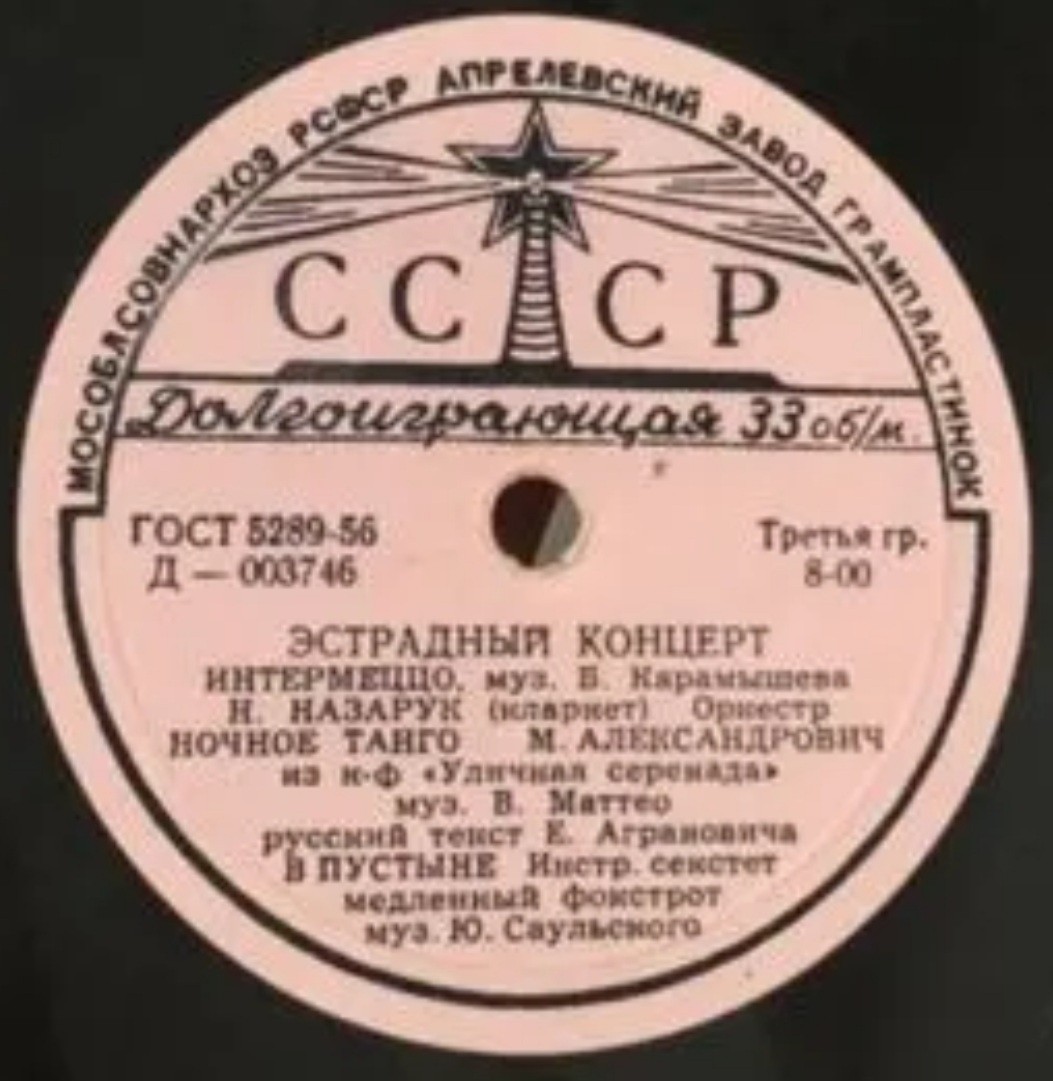 МОСОБЛСОВНАРХОЗ РСФСР АПРЕЛЕВСКИЙ ЗАВОД ГРАМПЛАСТИНОК
СССР
Долгоиграющая 33 об/м.
ГОСТ 5289-56
Д — 003746
Третья гр.
8-00
ЭСТРАДНЫЙ КОНЦЕРТ
ИНТЕРМЕЦЦО, муз. Б. Карамышева
Н. НАЗАРУК (кларнет) Оркестр
НОЧНОЕ ТАНГО М. АЛЕКСАНДРОВИЧ
из к-ф «Уличная серенада»
муз. В. Маттео
русский текст Е. Аграновича
В ПУСТЫНЕ Инстр. секстет
медленный фокстрот
муз. Ю. Саульского